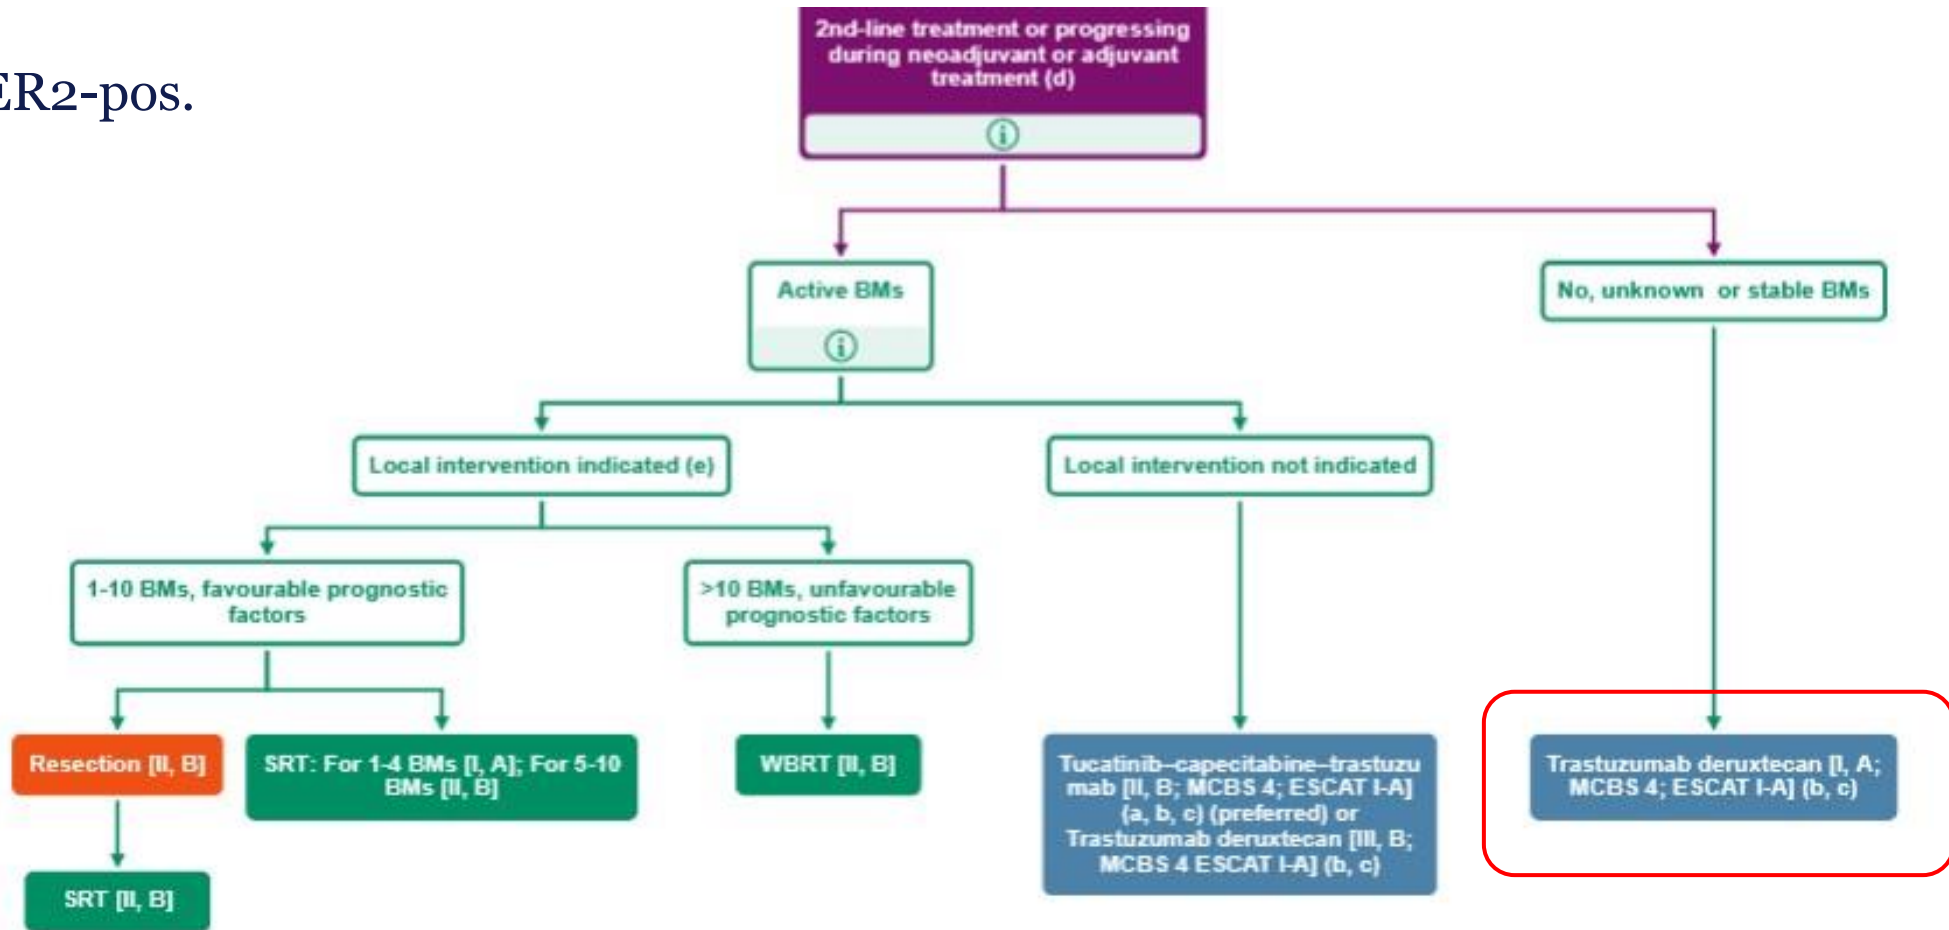 ER2-pos.
2nd-line treatment or progressing
during neoadjuvant or adjuvant
treatment (d)
i
Active BMs
i
No, unknown or stable BMs
Local intervention indicated (e)
Local intervention not indicated
1-10 BMs, favourable prognostic
factors
>10 BMs, unfavourable
prognostic factors
Resection [II, B]
SRT: For 1-4 BMs [I, A]; For 5-10
BMs [II, B]
WBRT [II, B]
Tucatinib–capecitabine–trastuzu
mab [II, B; MCBS 4; ESCAT I-A]
(a, b, c) (preferred) or
Trastuzumab deruxtecan [III, B;
MCBS 4 ESCAT I-A] (b, c)
Trastuzumab deruxtecan [I, A;
MCBS 4; ESCAT I-A] (b, c)
SRT [II, B]